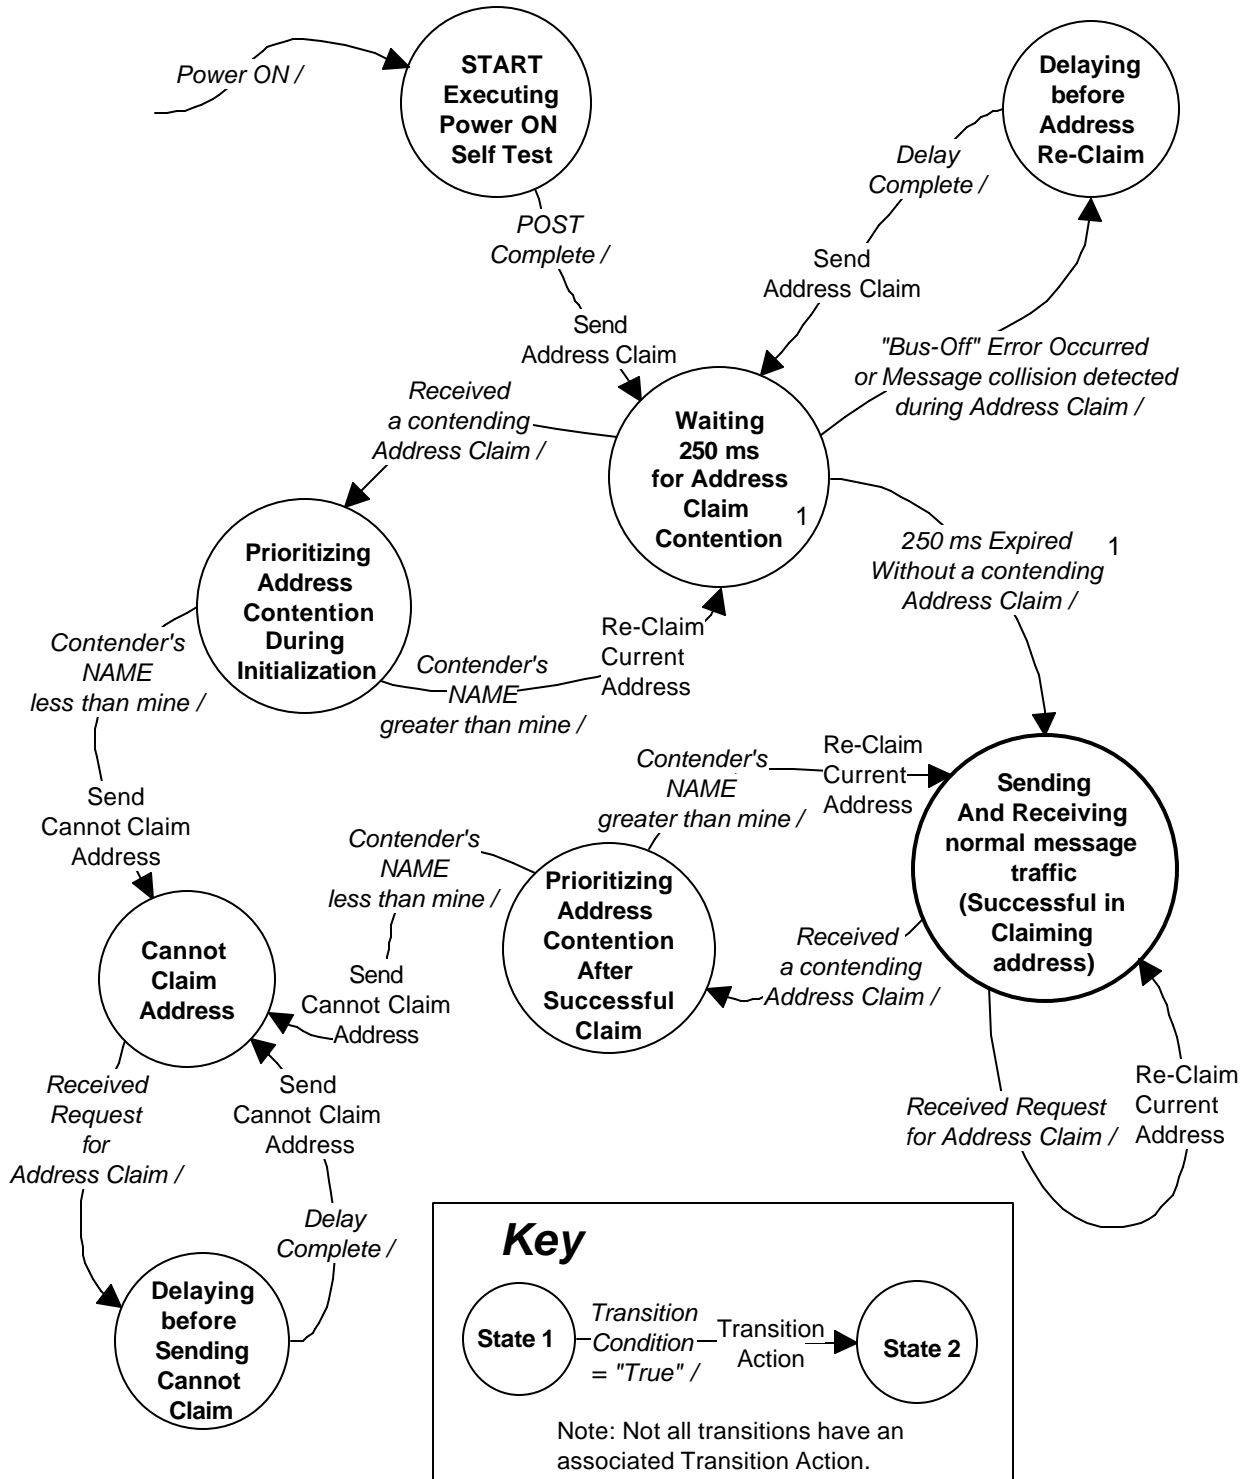 Power ON /
START
Executing
Power ON
Self Test
Delaying
before
Address
Re-Claim
Delay
Complete /
Send
Address Claim
POST
Complete /
Send
Address Claim
"Bus-Off" Error Occurred
or Message collision detected
during Address Claim /
Received
a contending
Address Claim /
Waiting
250 ms
for Address
Claim
Contention 1
250 ms Expired 1
Without a contending
Address Claim /
Prioritizing
Address
Contention
During
Initialization
Contender's
NAME
less than mine /
Contender's
NAME
greater than mine /
Re-Claim
Current
Address
Send
Cannot Claim
Address
Contender's
NAME
greater than mine /
Re-Claim
Current
Address
Sending
And Receiving
normal message
traffic
(Successful in
Claiming
address)
Contender's
NAME
less than mine /
Send
Cannot Claim
Address
Prioritizing
Address
Contention
After
Successful
Claim
Received
a contending
Address Claim /
Cannot
Claim
Address
Received
Request
for
Address Claim /
Send
Cannot Claim
Address
Delay
Complete /
Received Request
for Address Claim /
Re-Claim
Current
Address
Delaying
before
Sending
Cannot
Claim
Key
State 1
Transition
Condition
= "True" /
Transition
Action
State 2
Note: Not all transitions have an
associated Transition Action.